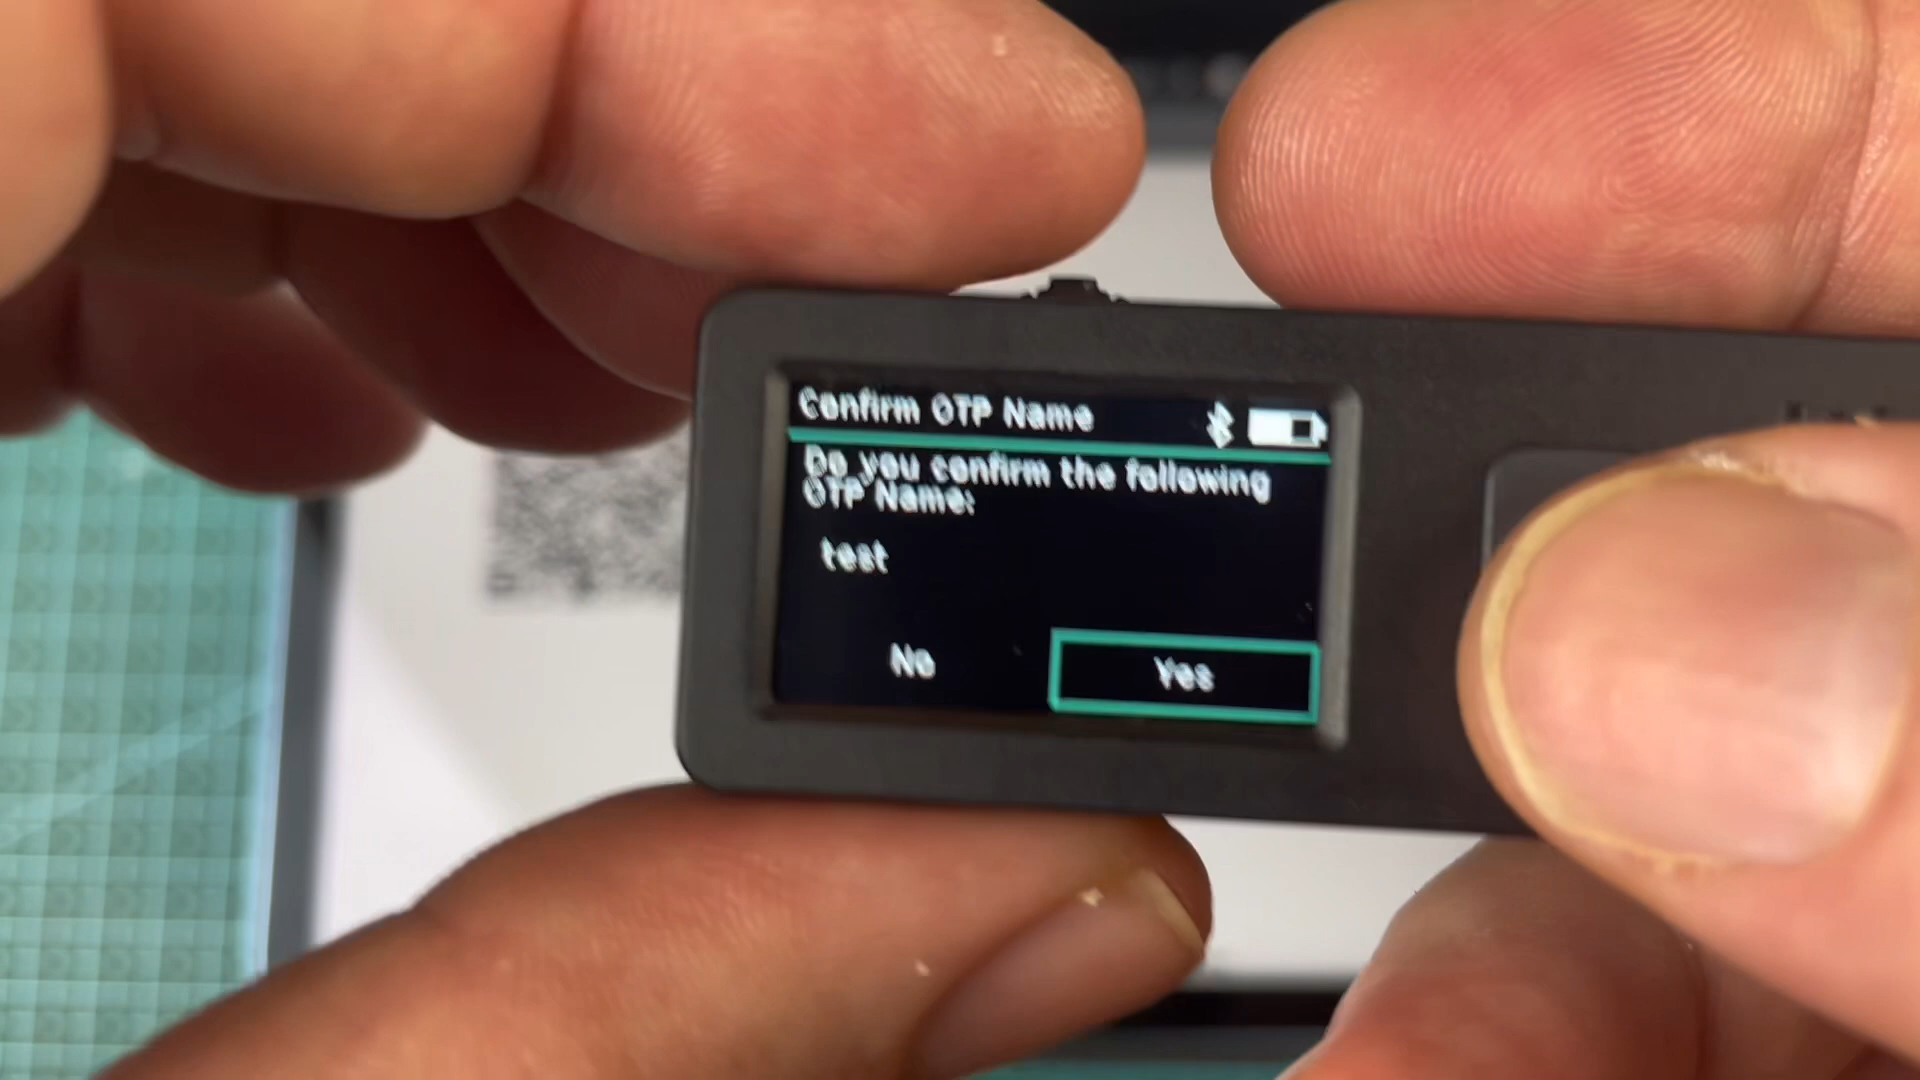 Confirm OTP Name
Do you confirm the following
OTP Name:
test
No Yes